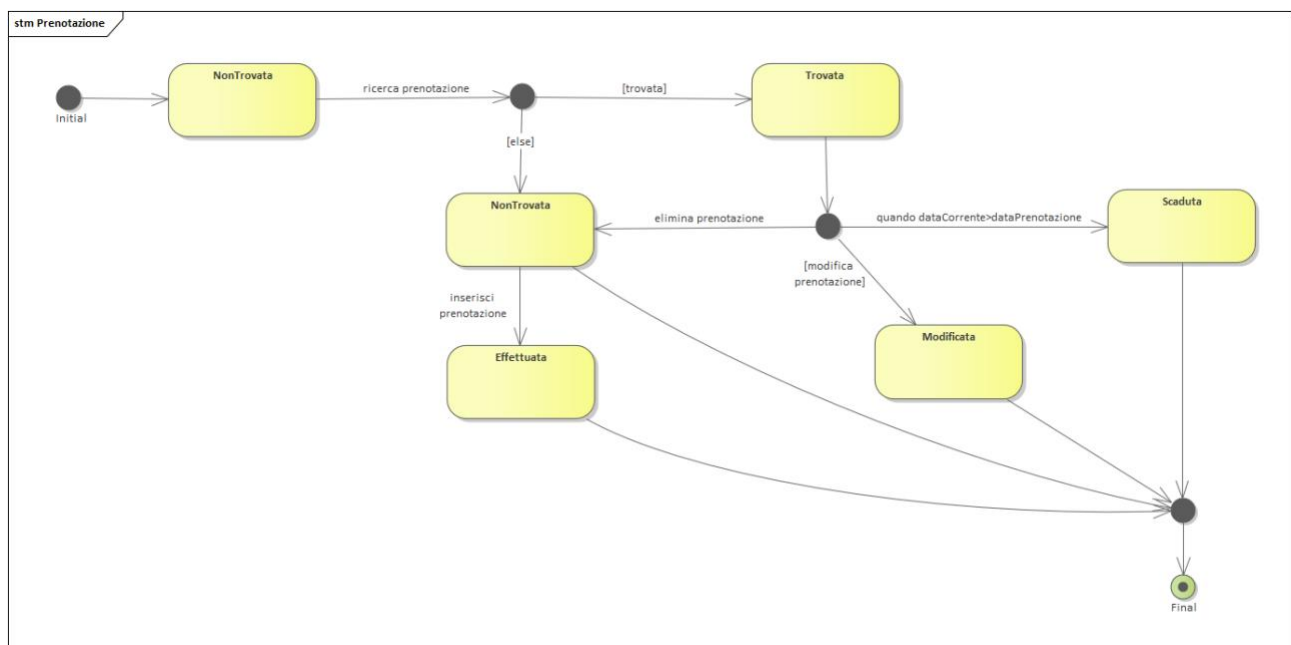 stm Prenotazione
NonTrovata
Trovata
ricerca prenotazione
[trovata]
Initial
[else]
NonTrovata
Scaduta
elimina prenotazione
quando dataCorrente>dataPrenotazione
[modifica
prenotazione]
inserisci
prenotazione
Modificata
Effettuata
Final